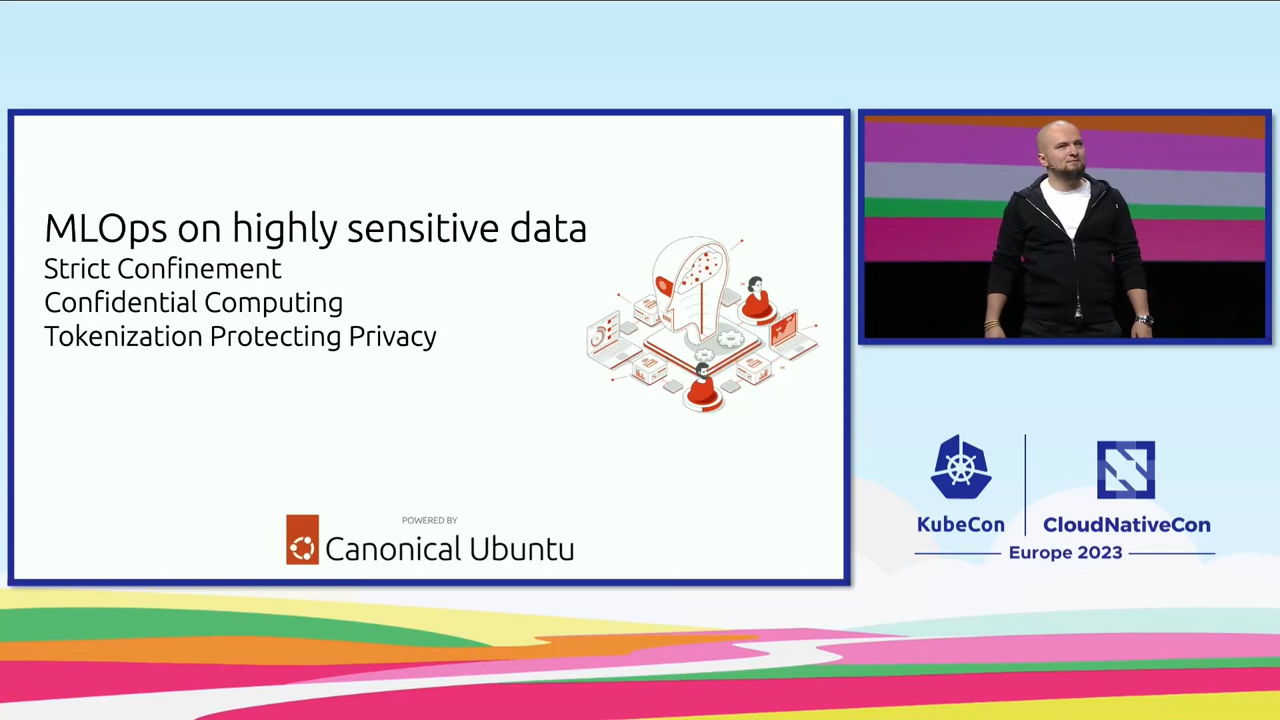 MLOps on highly sensitive data
Strict Confinement
Confidential Computing
Tokenization Protecting Privacy
POWERED BY
Canonical Ubuntu
KubeCon
CloudNativeCon
Europe 2023